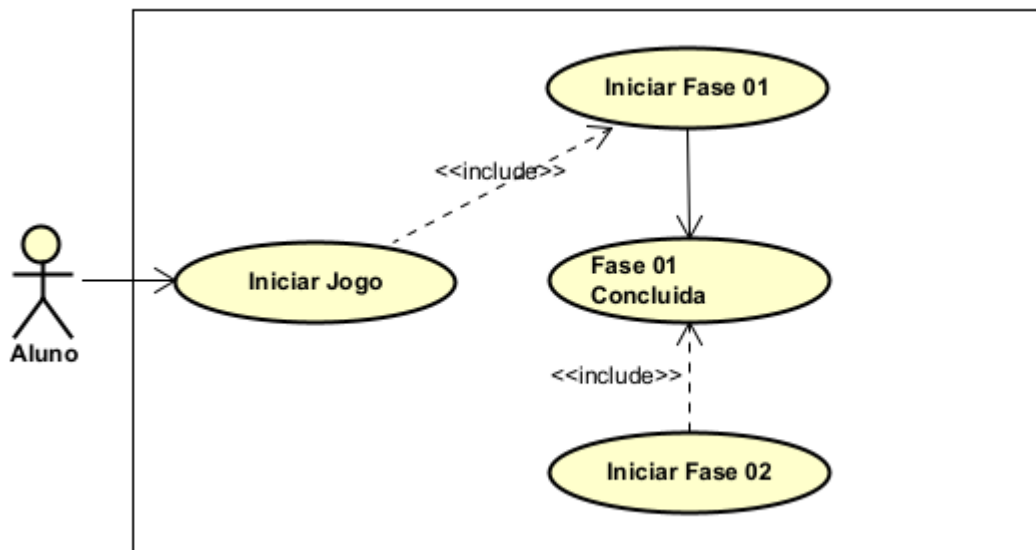 Iniciar Fase 01
<<include>>
Iniciar Jogo
Fase 01
Concluida
Aluno
<<include>>
Iniciar Fase 02